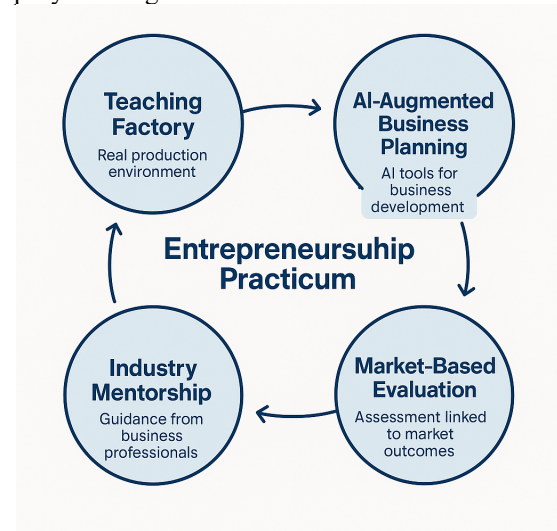 Teaching
Factory
Real production
environment
AI-Augmented
Business
Planning
AI tools for
business
development
Entrepreneursuhip
Practicum
Industry
Mentorship
Guidance from
business
professionals
Market-Based
Evaluation
Assessment linked
to market
outcomes